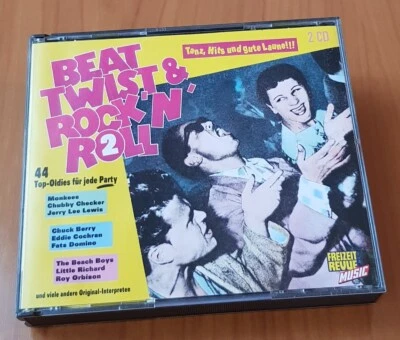 BEAT
TWIST &
ROCK'N'
ROLL
2
Tanz, Hits und gute Laune!!!
2 CD
44
Top-Oldies für jede Party
Monkees
Chubby Checker
Jerry Lee Lewis
Chuck Berry
Eddie Cochran
Fats Domino
The Beach Boys
Little Richard
Roy Orbison
und viele andere Original-Interpreten
FREIZEIT
REVUE
MUSIC